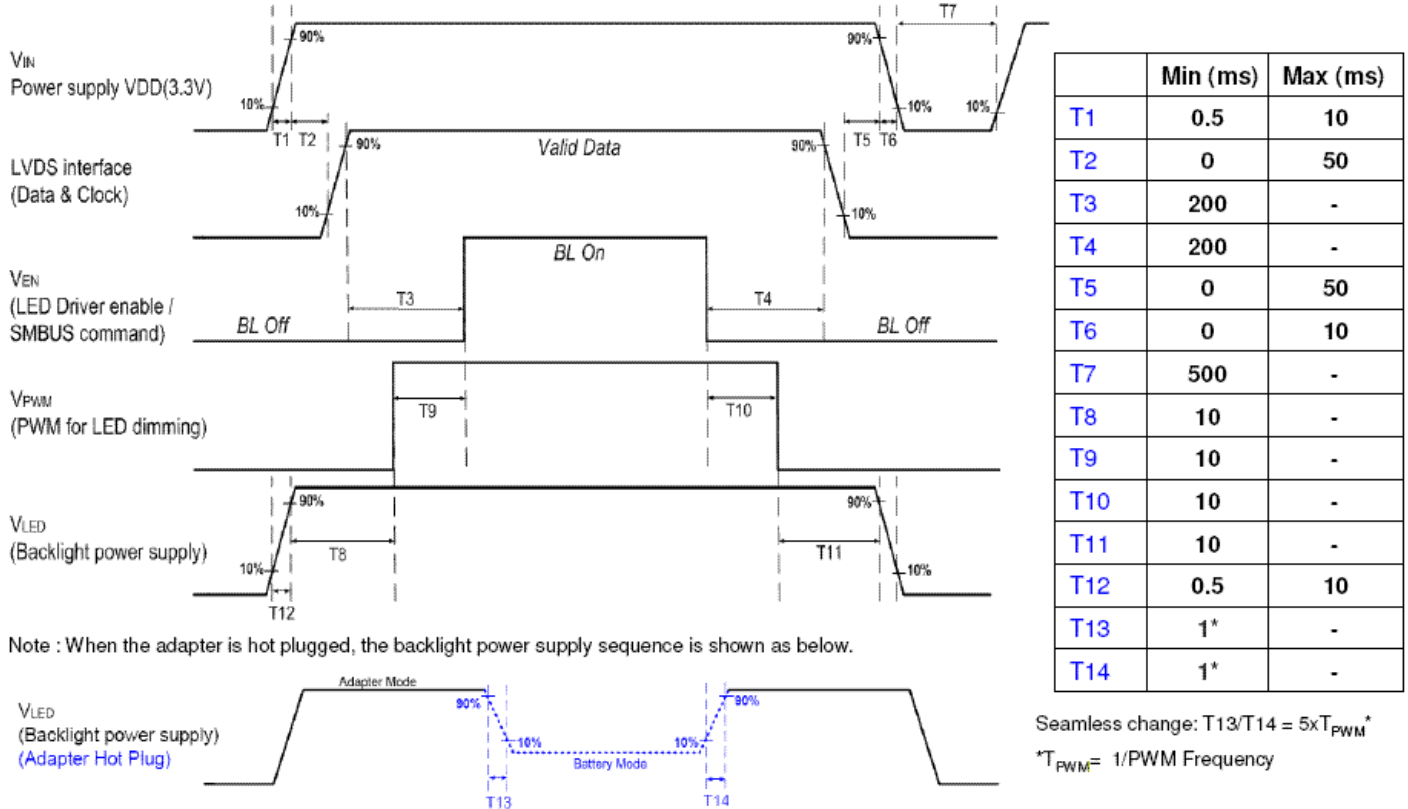 T7
90%
90%
VIN
Power supply VDD(3.3V)
10%
10%
10%
T1 T2
T5 T6
90%
Valid Data
90%
LVDS interface
(Data & Clock)
10%
10%
BL On
VEN
(LED Driver enable /
SMBUS command)
T3
T4
BL Off
BL Off
VPWM
(PWM for LED dimming)
T9
T10
90%
90%
VLED
(Backlight power supply)
T8
T11
10%
10%
T12
Note : When the adapter is hot plugged, the backlight power supply sequence is shown as below.
Adapter Mode
90%
90%
VLED
(Backlight power supply)
(Adapter Hot Plug)
10%
10%
Battery Mode
T13
T14
Min (ms) Max (ms)
T1 0.5 10
T2 0 50
T3 200 -
T4 200 -
T5 0 50
T6 0 10
T7 500 -
T8 10 -
T9 10 -
T10 10 -
T11 10 -
T12 0.5 10
T13 1* -
T14 1* -
Seamless change: T13/T14 = 5xTPWM*
*TPWM= 1/PWM Frequency